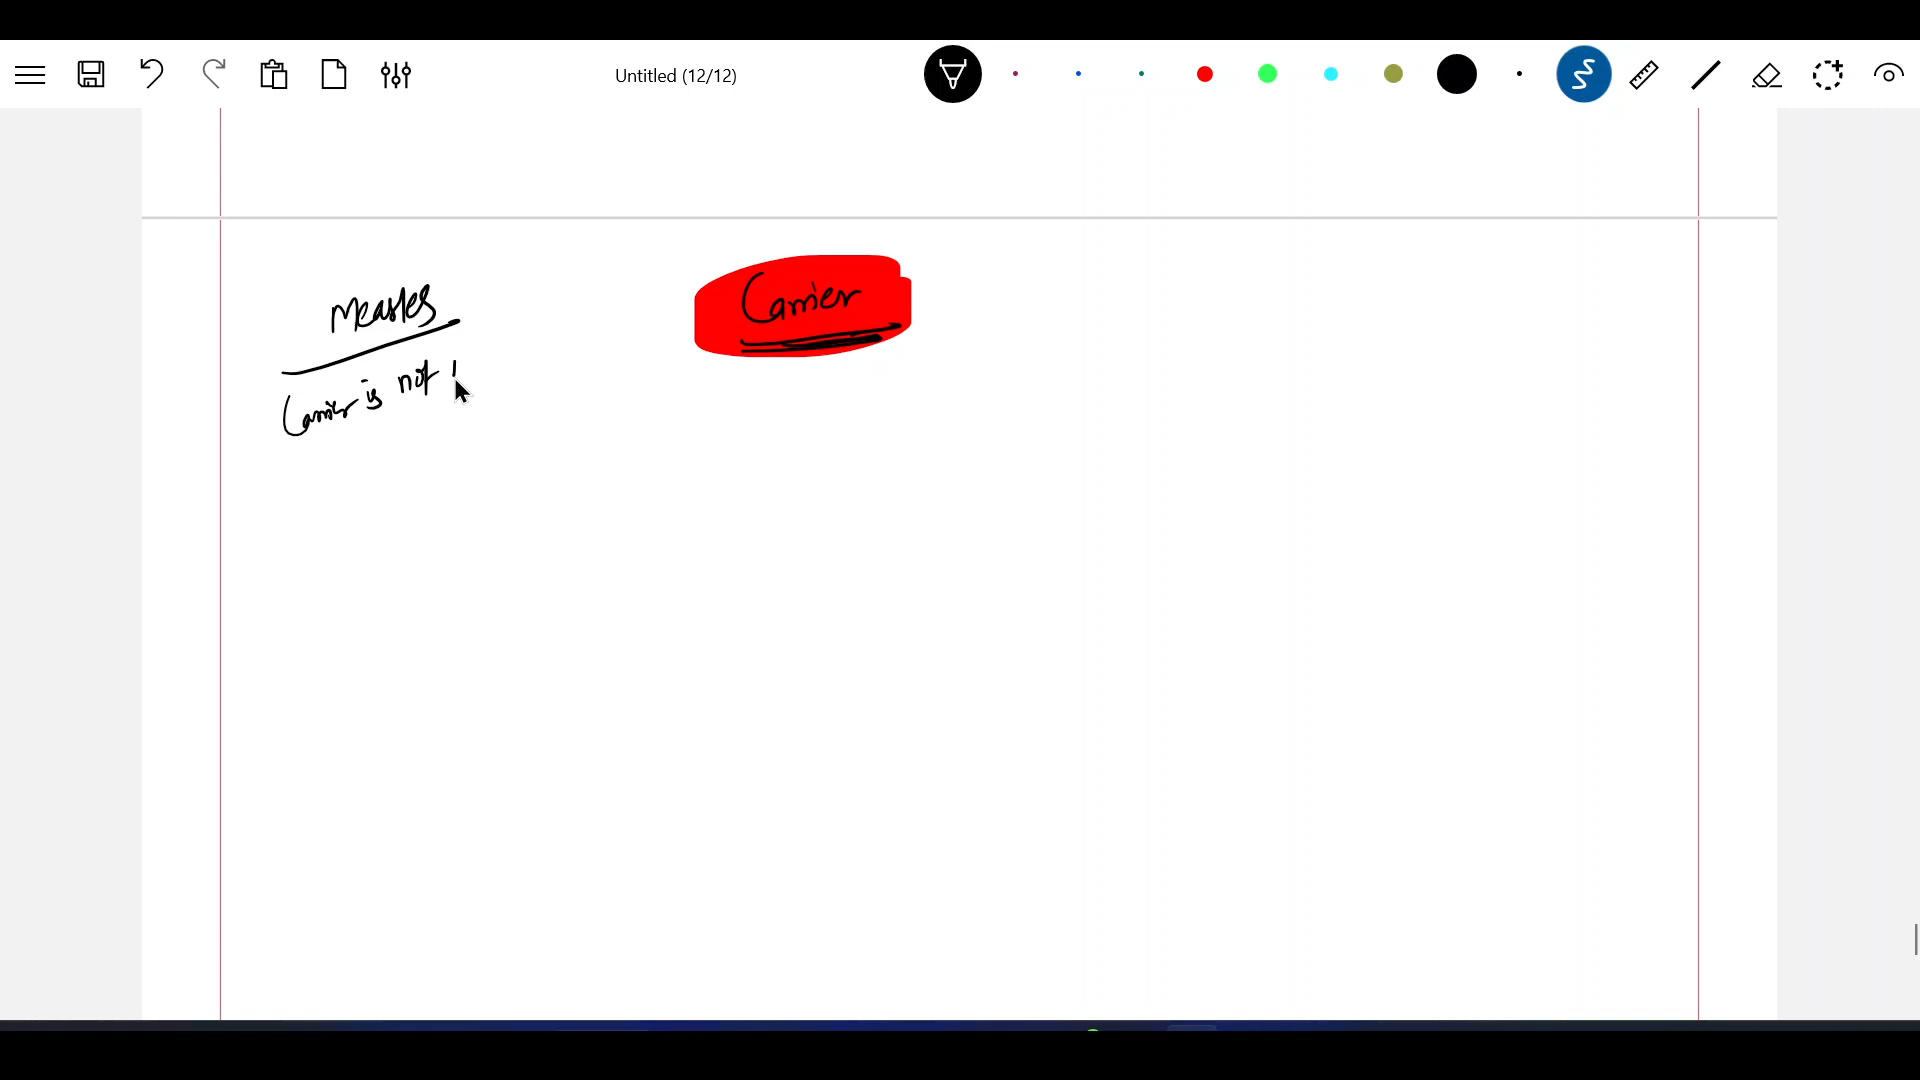 Untitled (12/12)
Measles
Carrier
Carrier is not